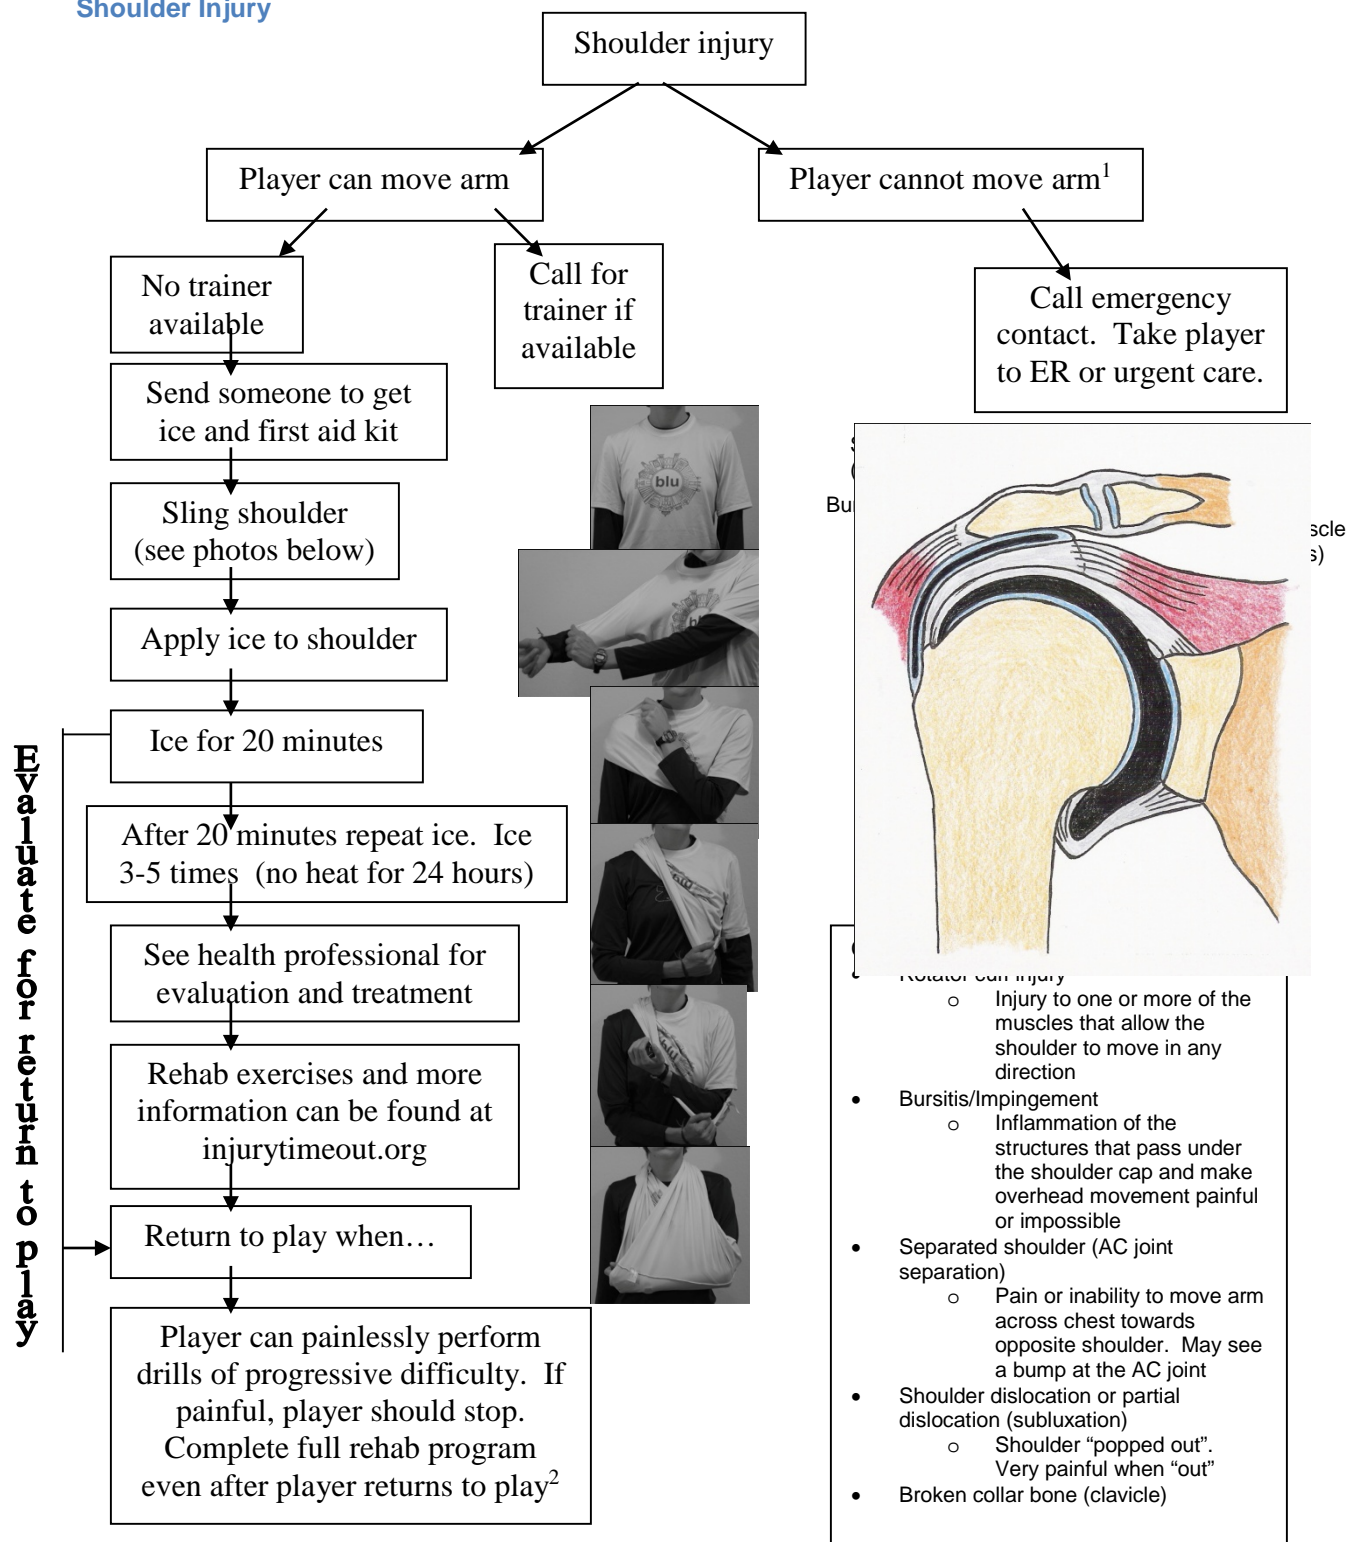 Shoulder Injury
Shoulder injury
Player can move arm
Player cannot move arm¹
No trainer
available
Call for
trainer if
available
Call emergency
contact.  Take player
to ER or urgent care.
Send someone to get
ice and first aid kit
Sling shoulder
(see photos below)
Apply ice to shoulder
Ice for 20 minutes
After 20 minutes repeat ice.  Ice
3-5 times  (no heat for 24 hours)
See health professional for
evaluation and treatment
Rehab exercises and more
information can be found at
injurytimeout.org
Return to play when…
Player can painlessly perform
drills of progressive difficulty.  If
painful, player should stop.
Complete full rehab program
even after player returns to play²
Evaluate for return to play
blu
Rotator cuff injury
o Injury to one or more of the
muscles that allow the
shoulder to move in any
direction
• Bursitis/Impingement
o Inflammation of the
structures that pass under
the shoulder cap and make
overhead movement painful
or impossible
• Separated shoulder (AC joint
separation)
o Pain or inability to move arm
across chest towards
opposite shoulder.  May see
a bump at the AC joint
• Shoulder dislocation or partial
dislocation (subluxation)
o Shoulder “popped out”.
Very painful when “out”
• Broken collar bone (clavicle)